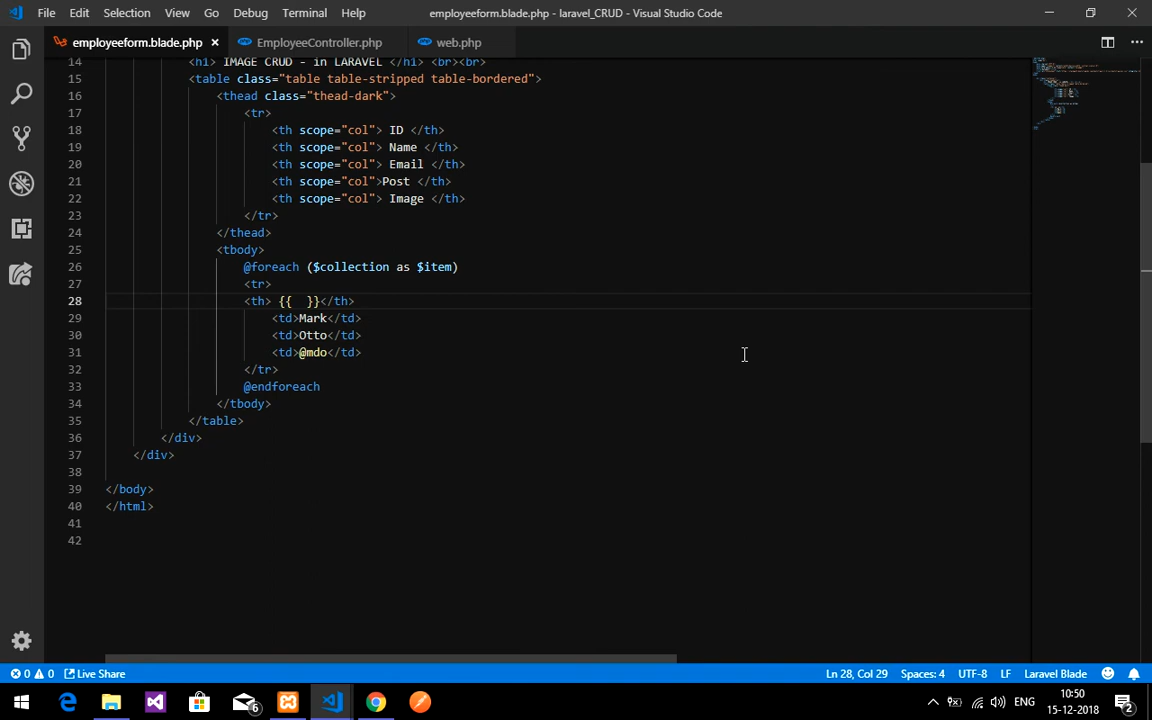 File Edit Selection View Go Debug Terminal Help employeeform.blade.php - laravel_CRUD - Visual Studio Code
employeeform.blade.php × EmployeeController.php web.php ...
14 <h1> IMAGE CRUD - in LARAVEL </h1> <br><br>
15 <table class="table table-stripped table-bordered">
16 <thead class="thead-dark">
17 <tr>
18 <th scope="col"> ID </th>
19 <th scope="col"> Name </th>
20 <th scope="col"> Email </th>
21 <th scope="col">Post </th>
22 <th scope="col"> Image </th>
23 </tr>
24 </thead>
25 <tbody>
26 @foreach ($collection as $item)
27 <tr>
28 <th> {{  }}</th>
29 <td>Mark</td>
30 <td>Otto</td>
31 <td>@mdo</td>
32 </tr>
33 @endforeach
34 </tbody>
35 </table>
36 </div>
37 </div>
38
39 </body>
40 </html>
41
42
0 0 Live Share Ln 28, Col 29 Spaces: 4 UTF-8 LF Laravel Blade
6 ENG 10:50 2
15-12-2018